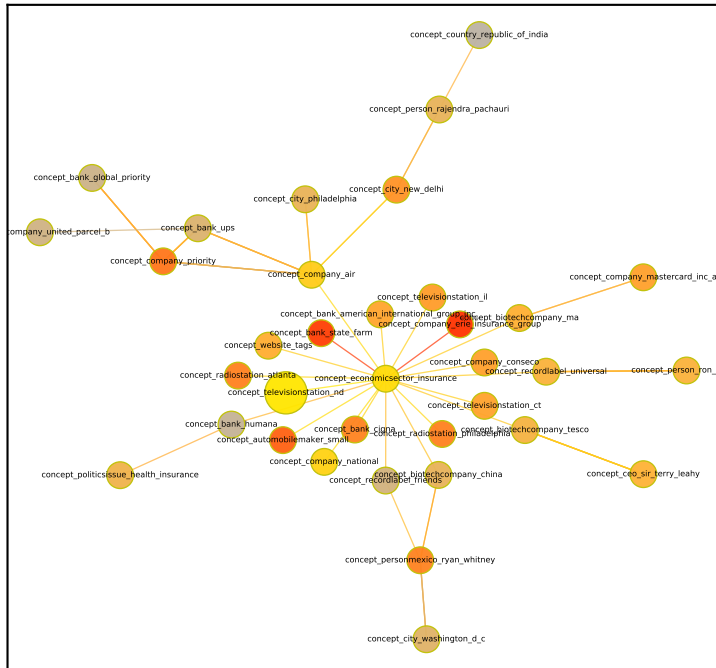 concept_country_republic_of_india
concept_person_rajendra_pachauri
concept_bank_global_priority
concept_city_new_delhi
concept_city_philadelphia
concept_bank_ups
company_united_parcel_b
concept_company_priority
concept_company_air
concept_company_mastercard_inc_a
concept_televisionstation_il
concept_bank_american_international_group_inc
concept_biotechcompany_ma
concept_company_erie_insurance_group
concept_bank_state_farm
concept_website_tags
concept_company_conseco
concept_recordlabel_universal
concept_person_ron_
concept_radiostation_atlanta
concept_economicsector_insurance
concept_televisionstation_nd
concept_televisionstation_ct
concept_bank_humana
concept_bank_cigna
concept_radiostation_philadelphia
concept_biotechcompany_tesco
concept_automobilemaker_small
concept_company_national
concept_politicsissue_health_insurance
concept_biotechcompany_china
concept_recordlabel_friends
concept_ceo_sir_terry_leahy
concept_personmexico_ryan_whitney
concept_city_washington_d_c